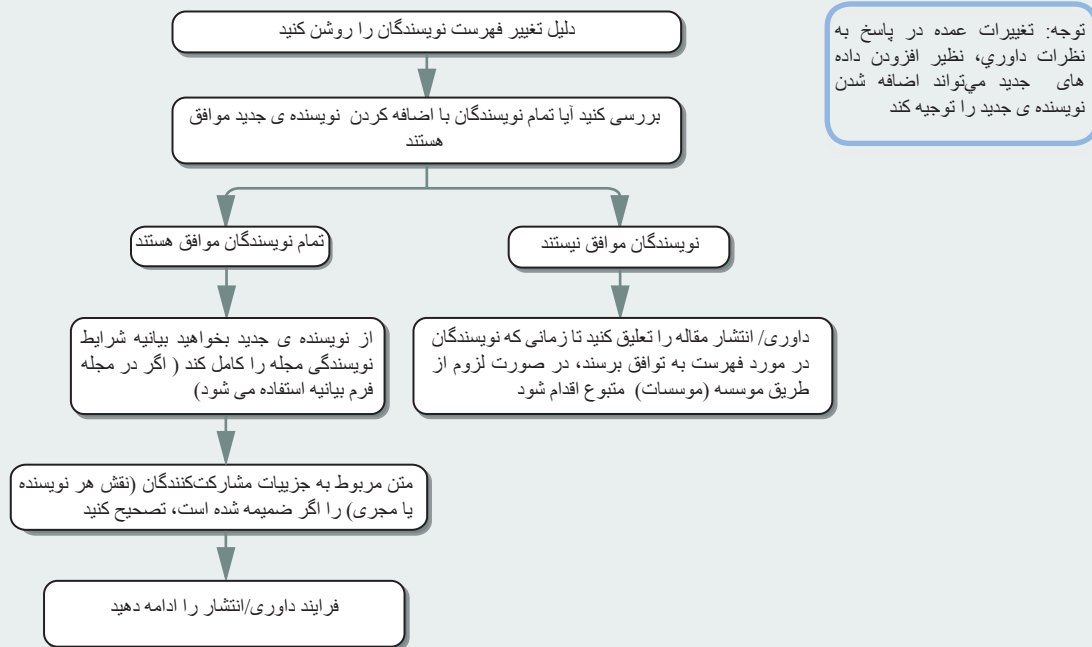 دلیل تغییر فهرست نویسندگان را روشن کنید
توجه: تغییرات عمده در پاسخ به
نظرات داوري، نظير افزودن داده
های جدید مي‌تواند اضافه شدن
نویسنده ی جدید را توجیه کند
بررسی کنید آیا تمام نویسندگان با اضافه کردن نویسنده ی جدید موافق
هستند
تمام نویسندگان موافق هستند
نویسندگان موافق نیستند
از نویسنده ی جدید بخواهید بیانیه شرایط
نویسندگی مجله را کامل کند ( اگر در مجله
فرم بیانیه استفاده می شود)
داوری/ انتشار مقاله را تعلیق کنید تا زمانی که نویسندگان
در مورد فهرست به توافق برسند، در صورت لزوم از
طریق موسسه (موسسات) متبوع اقدام شود
متن مربوط به جزییات مشارکت‌کنندگان (نقش هر نویسنده
یا مجری) را اگر ضمیمه شده است، تصحیح کنید
فرایند داوری/انتشار را ادامه دهید